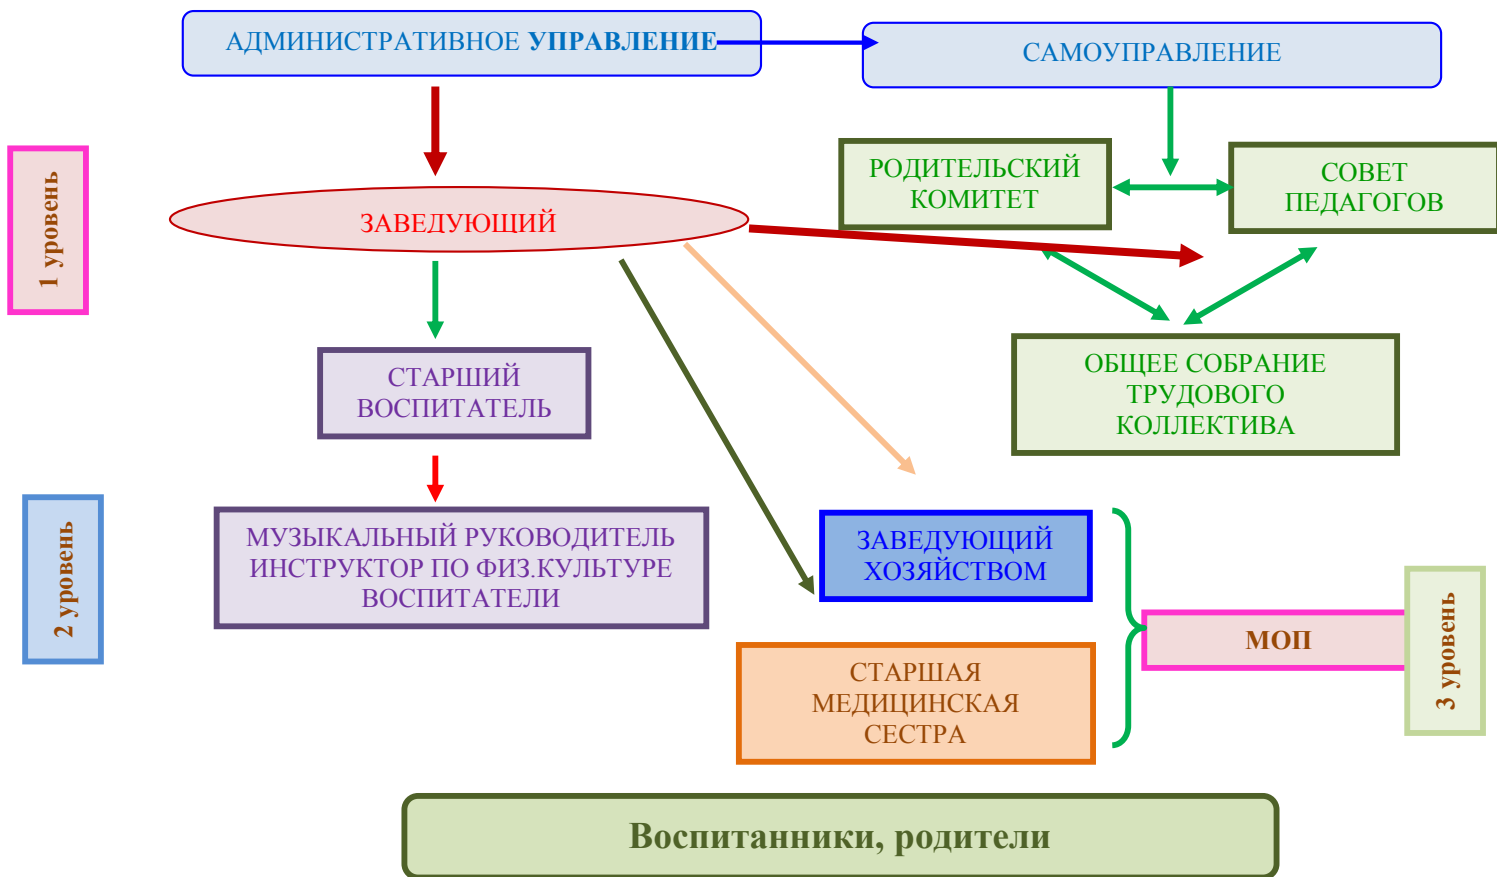 АДМИНИСТРАТИВНОЕ УПРАВЛЕНИЕ
САМОУПРАВЛЕНИЕ
1 уровень
ЗАВЕДУЮЩИЙ
РОДИТЕЛЬСКИЙ
КОМИТЕТ
СОВЕТ
ПЕДАГОГОВ
СТАРШИЙ
ВОСПИТАТЕЛЬ
ОБЩЕЕ СОБРАНИЕ
ТРУДОВОГО
КОЛЛЕКТИВА
2 уровень
МУЗЫКАЛЬНЫЙ РУКОВОДИТЕЛЬ
ИНСТРУКТОР ПО ФИЗ.КУЛЬТУРЕ
ВОСПИТАТЕЛИ
ЗАВЕДУЮЩИЙ
ХОЗЯЙСТВОМ
МОП
3 уровень
СТАРШАЯ
МЕДИЦИНСКАЯ
СЕСТРА
Воспитанники, родители